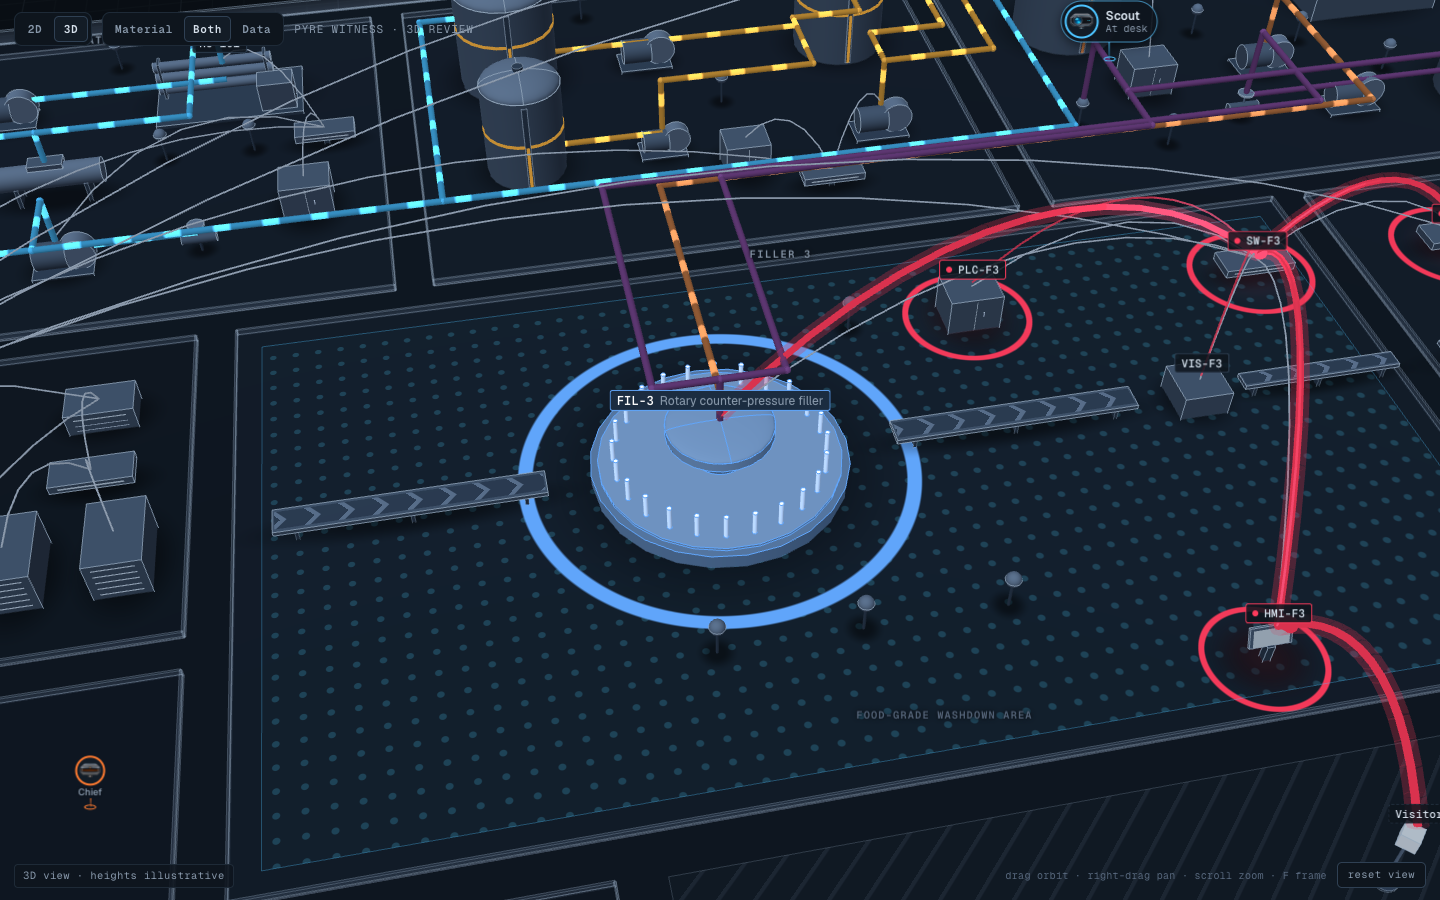 2D 3D Material Both Data PYRE WITNESS · 3D REVIEW
Scout
At desk
SW-F3
FILLER 3
PLC-F3
VIS-F3
FIL-3 Rotary counter-pressure filler
HMI-F3
FOOD-GRADE WASHDOWN AREA
Chief
Visitor
3D view · heights illustrative
drag orbit · right-drag pan · scroll zoom · F frame reset view